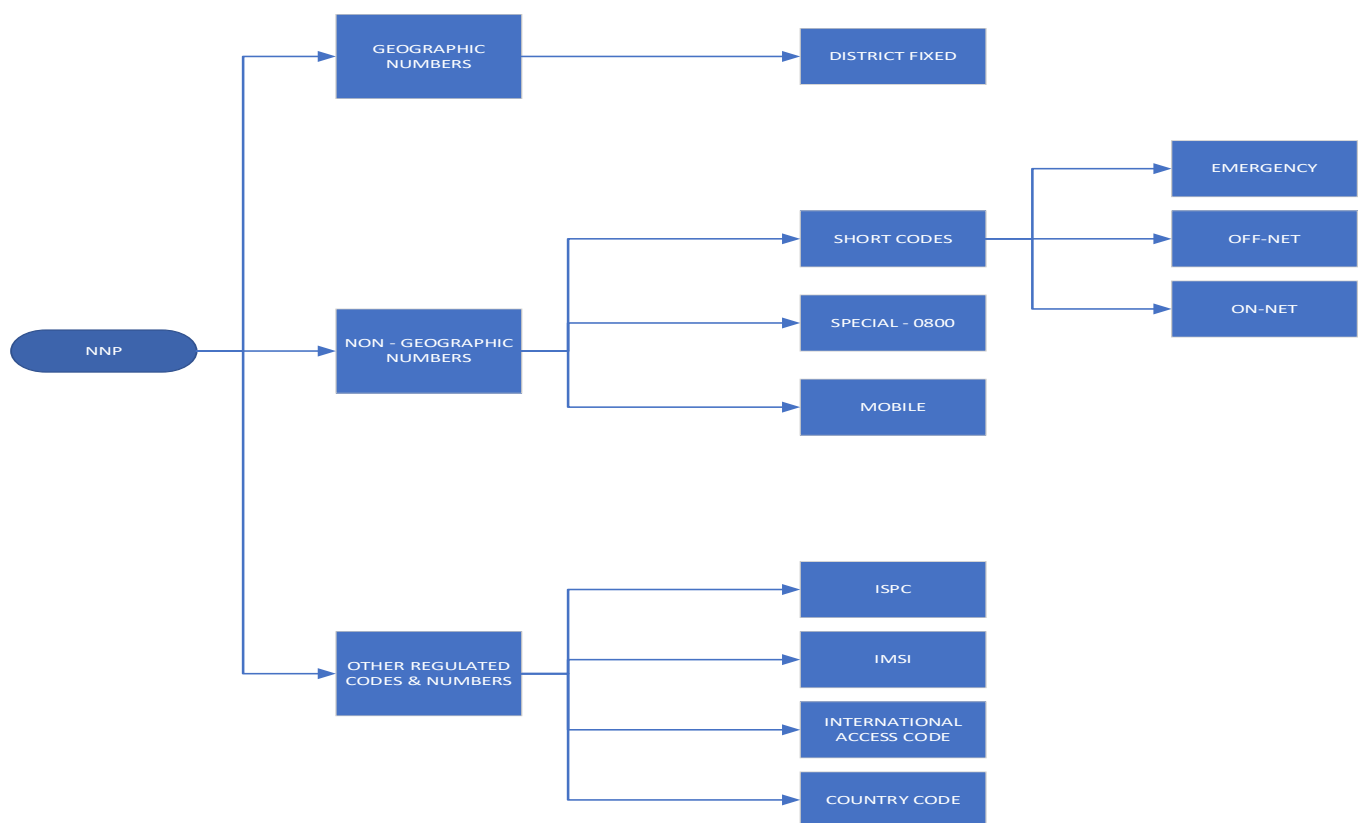 GEOGRAPHIC
NUMBERS
DISTRICT FIXED
EMERGENCY
SHORT CODES
OFF-NET
ON-NET
SPECIAL - 0800
NNP
NON - GEOGRAPHIC
NUMBERS
MOBILE
ISPC
OTHER REGULATED
CODES & NUMBERS
IMSI
INTERNATIONAL
ACCESS CODE
COUNTRY CODE